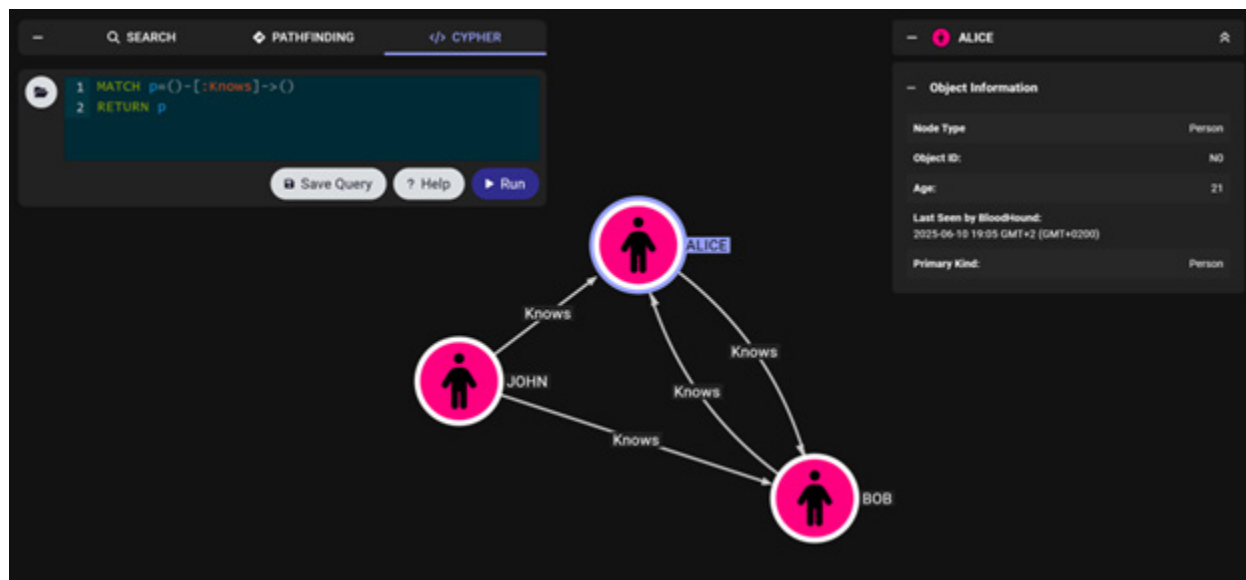 SEARCH
PATHFINDING
</> CYPHER
1 MATCH p=()-[:Knows]->()
2 RETURN p
Save Query
? Help
Run
ALICE
Knows
JOHN
Knows
Knows
Knows
BOB
ALICE
Object Information
Node Type Person
Object ID: N0
Age: 21
Last Seen by BloodHound:
2025-06-10 19:05 GMT+2 (GMT+0200)
Primary Kind: Person